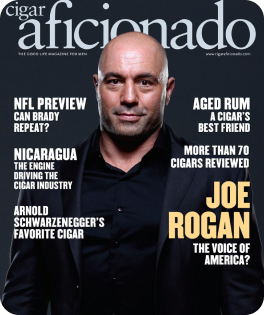 cigar
aficionado
THE GOOD LIFE MAGAZINE FOR MEN
www.cigaraficionado.com
NFL PREVIEW
CAN BRADY
REPEAT?
NICARAGUA
THE ENGINE
DRIVING THE
CIGAR INDUSTRY
ARNOLD
SCHWARZENEGGER'S
FAVORITE CIGAR
AGED RUM
A CIGAR'S
BEST FRIEND
MORE THAN 70
CIGARS REVIEWED
JOE
ROGAN
THE VOICE OF
AMERICA?